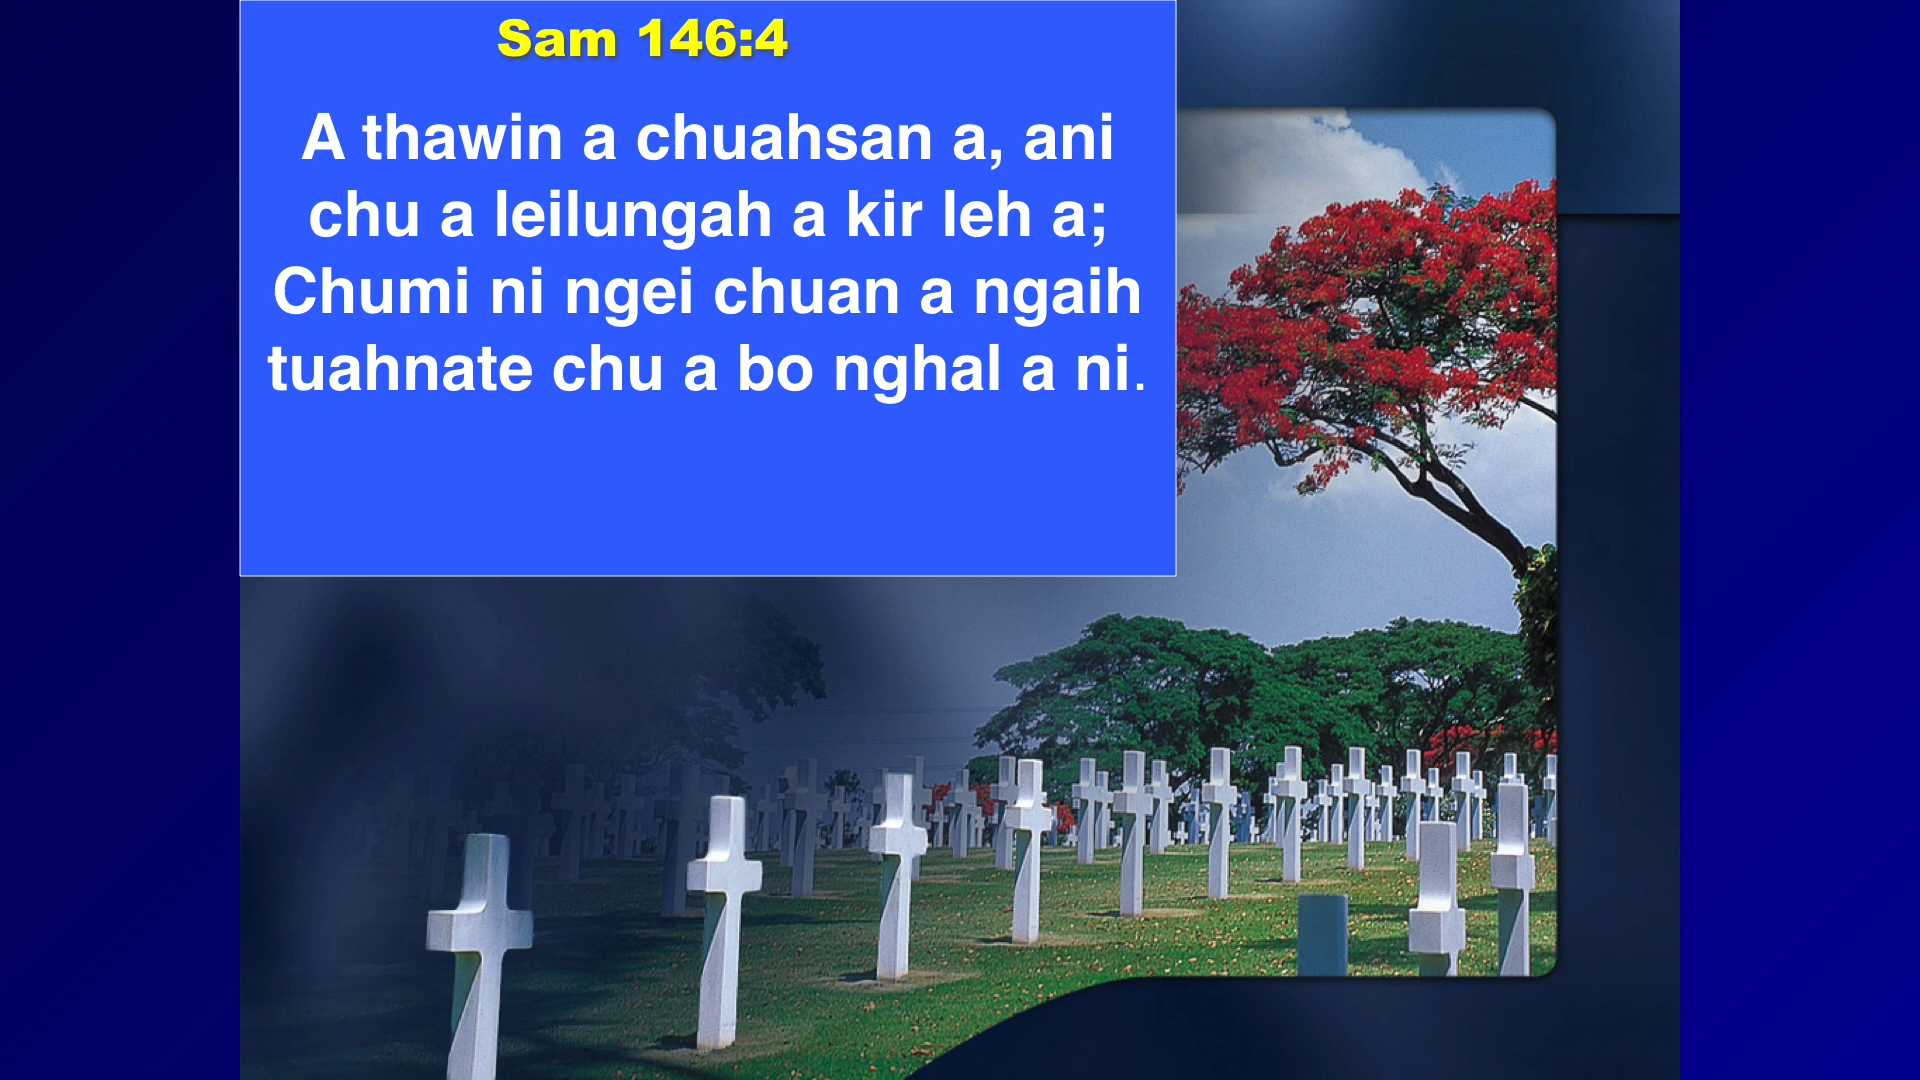 Sam 146:4
A thawin a chuahsan a, ani
chu a leilungah a kir leh a;
Chumi ni ngei chuan a ngaih
tuahnate chu a bo nghal a ni.